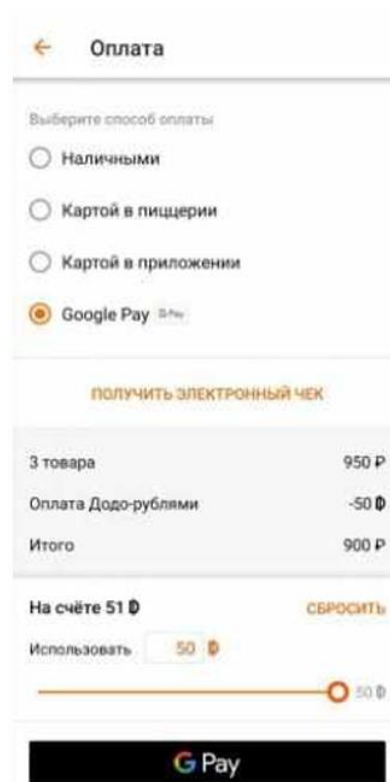 Оплата
Выберите способ оплаты
Наличными
Картой в пиццерии
Картой в приложении
Google Pay G Pay
ПОЛУЧИТЬ ЭЛЕКТРОННЫЙ ЧЕК
3 товара 950 ₽
Оплата Додо-рублями -50 ₫
Итого 900 ₽
На счёте 51 ₫ СБРОСИТЬ
Использовать 50 ₫
50 ₫
G Pay